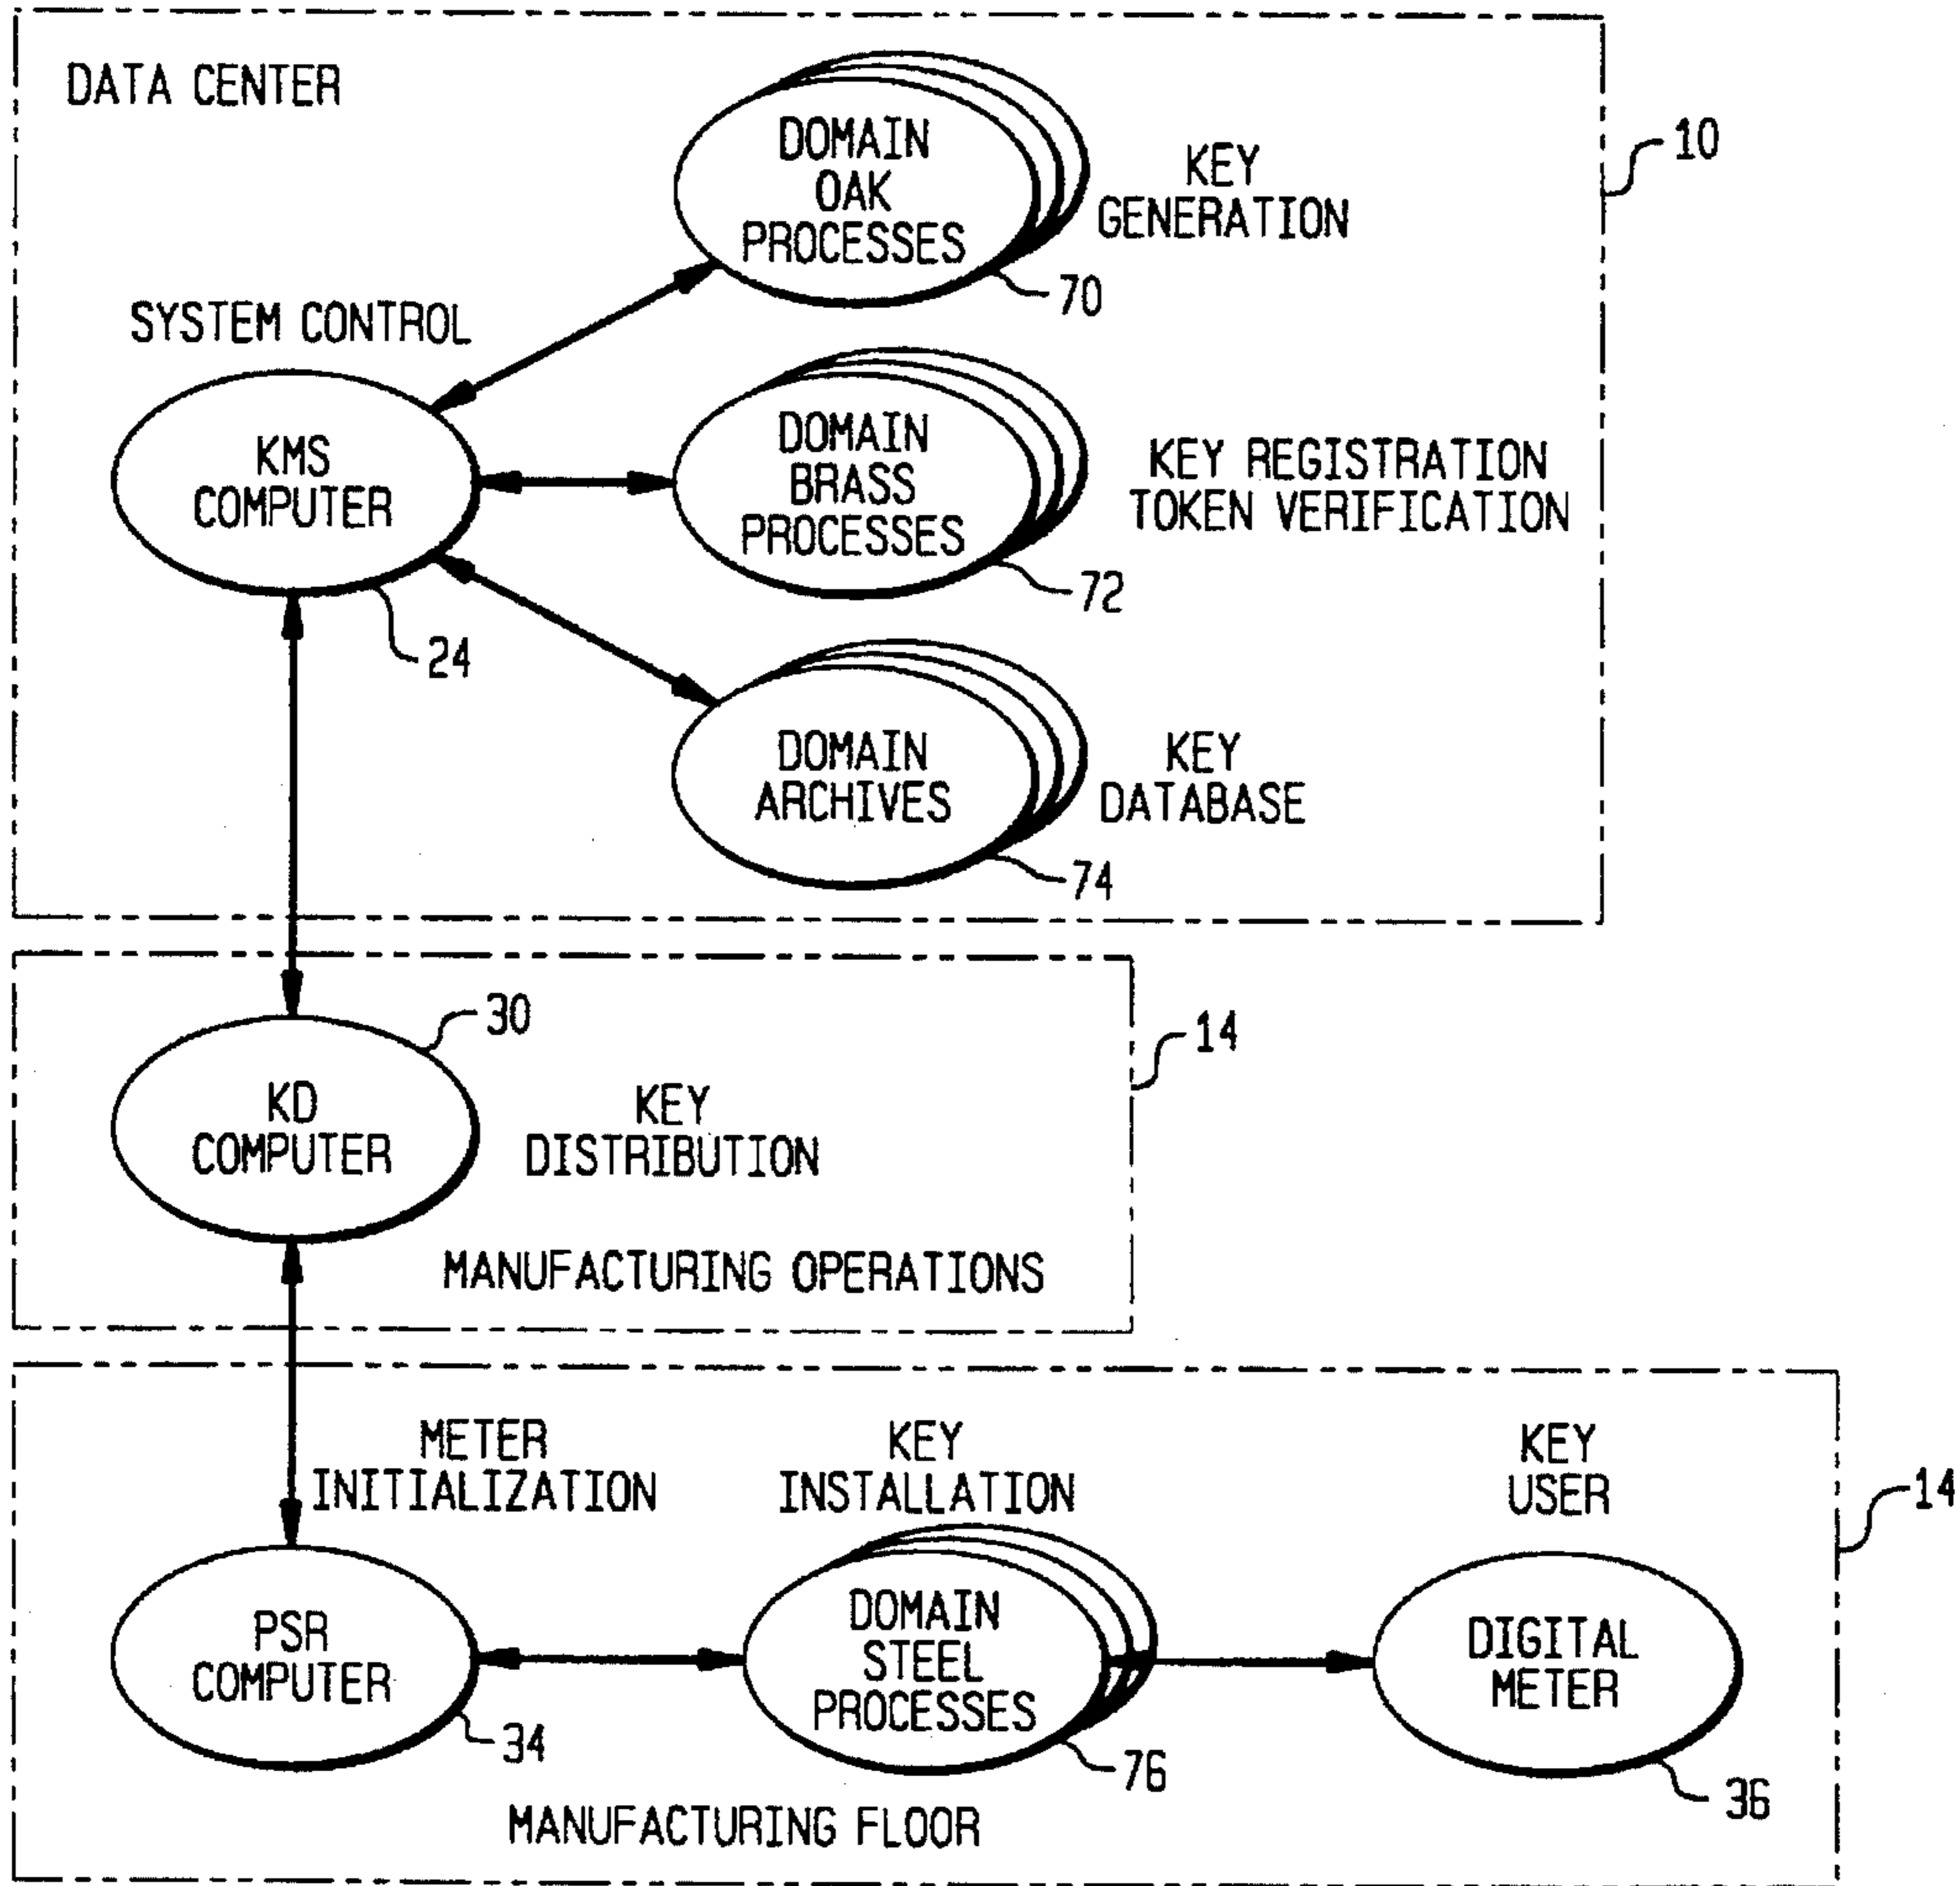 DATA CENTER
DOMAIN
OAK
PROCESSES
KEY
GENERATION
10
70
SYSTEM CONTROL
KMS
COMPUTER
24
DOMAIN
BRASS
PROCESSES
KEY REGISTRATION
TOKEN VERIFICATION
72
DOMAIN
ARCHIVES
KEY
DATABASE
74
30
14
KD
COMPUTER
KEY
DISTRIBUTION
MANUFACTURING OPERATIONS
METER
INITIALIZATION
KEY
INSTALLATION
KEY
USER
14
PSR
COMPUTER
34
DOMAIN
STEEL
PROCESSES
76
DIGITAL
METER
36
MANUFACTURING FLOOR